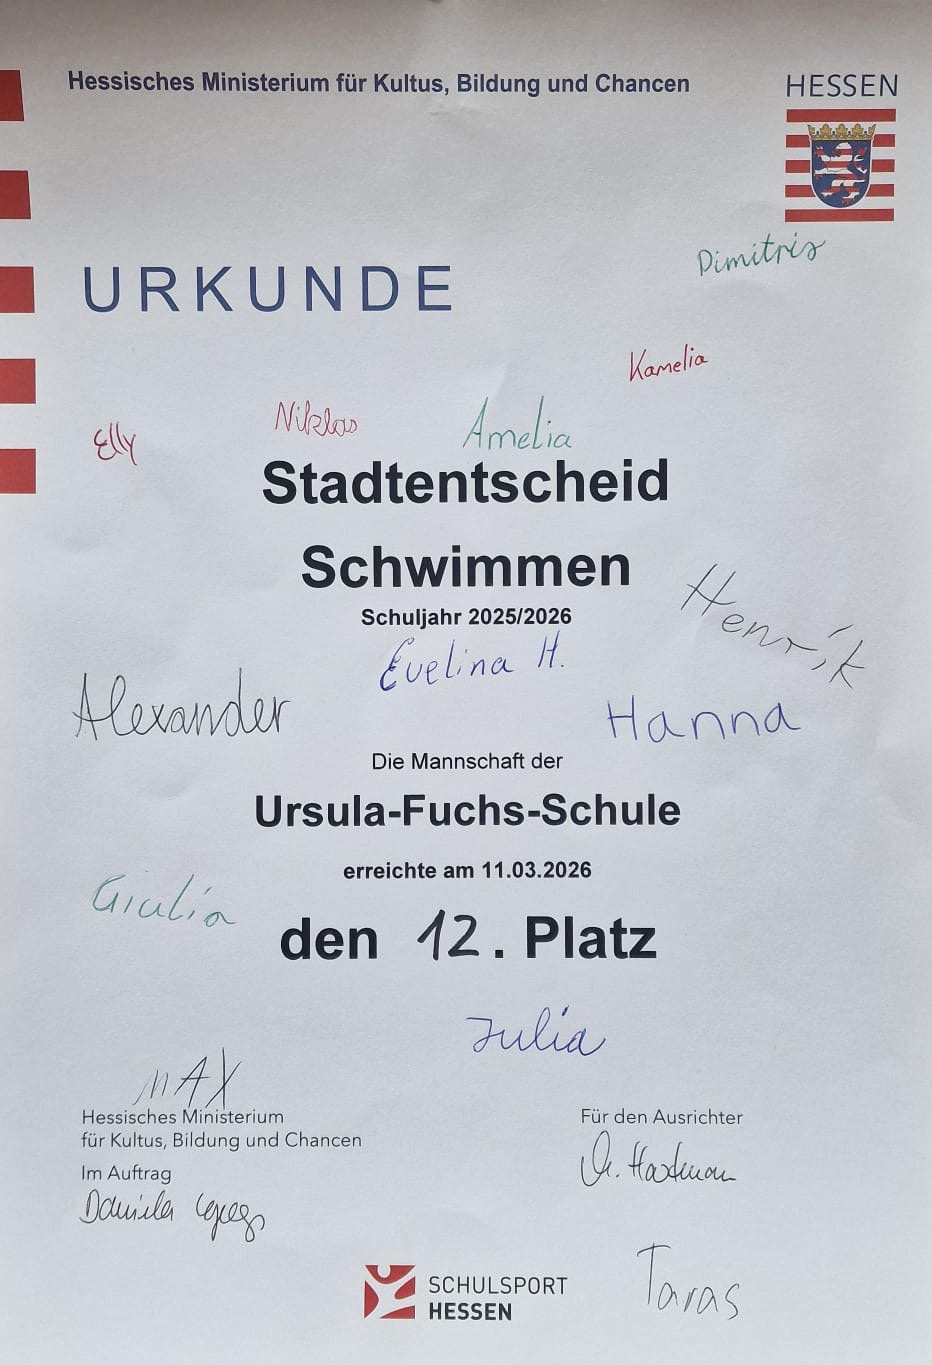 Hessisches Ministerium für Kultus, Bildung und Chancen
HESSEN
Dimitris
URKUNDE
Kamelia
Elly
Niklas
Amelia
Stadtentscheid
Schwimmen
Schuljahr 2025/2026
Henrik
Evelina H.
Alexander
Hanna
Die Mannschaft der
Ursula-Fuchs-Schule
erreichte am 11.03.2026
Giulia
den 12. Platz
Julia
MAX
Hessisches Ministerium
für Kultus, Bildung und Chancen
Im Auftrag
Daniela
Für den Ausrichter
Taras
SCHULSPORT
HESSEN